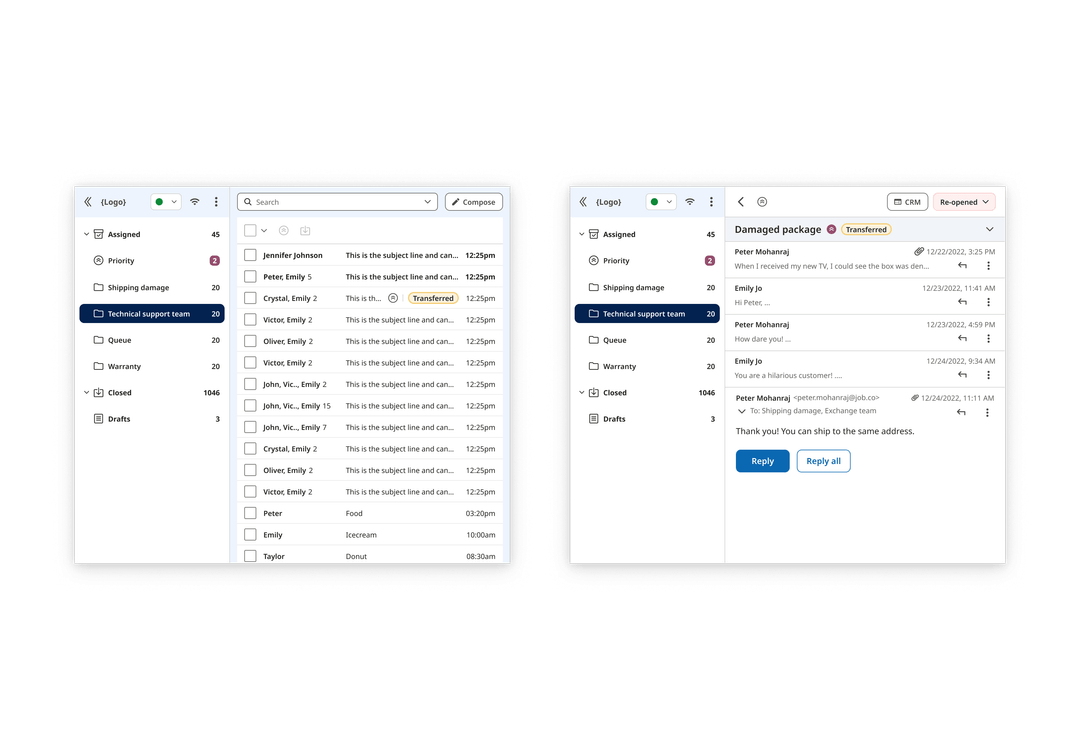 {Logo}
Assigned 45
Priority 2
Shipping damage 20
Technical support team 20
Queue 20
Warranty 20
Closed 1046
Drafts 3
Search
Compose
Jennifer Johnson This is the subject line and can... 12:25pm
Peter, Emily 5 This is the subject line and can... 12:25pm
Crystal, Emily 2 This is th... Transferred 12:25pm
Victor, Emily 2 This is the subject line and can... 12:25pm
Oliver, Emily 2 This is the subject line and can... 12:25pm
Victor, Emily 2 This is the subject line and can... 12:25pm
John, Vic.., Emily 2 This is the subject line and can... 12:25pm
John, Vic.., Emily 15 This is the subject line and can... 12:25pm
John, Vic.., Emily 7 This is the subject line and can... 12:25pm
Crystal, Emily 2 This is the subject line and can... 12:25pm
Oliver, Emily 2 This is the subject line and can... 12:25pm
Victor, Emily 2 This is the subject line and can... 12:25pm
Peter Food 03:20pm
Emily Icecream 10:00am
Taylor Donut 08:30am
{Logo}
Assigned 45
Priority 2
Shipping damage 20
Technical support team 20
Queue 20
Warranty 20
Closed 1046
Drafts 3
CRM Re-opened
Damaged package Transferred
Peter Mohanraj 12/22/2022, 3:25 PM
When I received my new TV, I could see the box was den...
Emily Jo 12/23/2022, 11:41 AM
Hi Peter, ...
Peter Mohanraj 12/23/2022, 4:59 PM
How dare you! ...
Emily Jo 12/24/2022, 9:34 AM
You are a hilarious customer! ....
Peter Mohanraj <peter.mohanraj@job.co> 12/24/2022, 11:11 AM
To: Shipping damage, Exchange team
Thank you! You can ship to the same address.
Reply Reply all